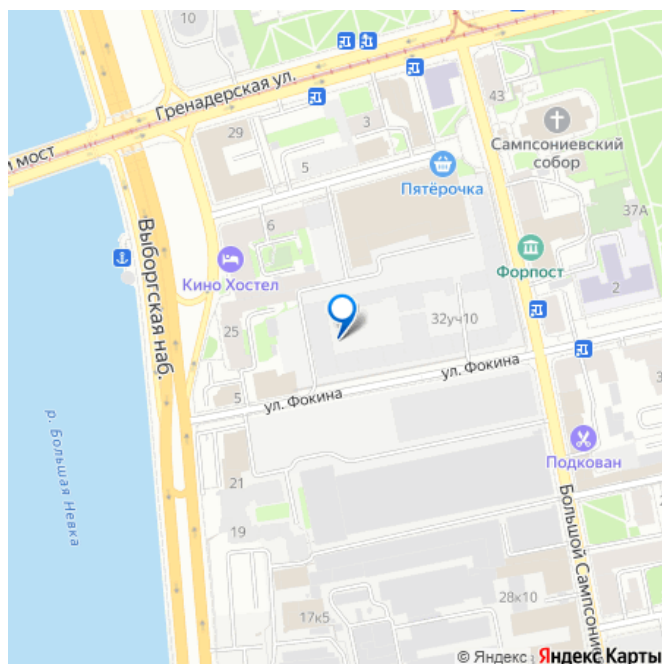 10
Гренадерская ул.
29
3
43
Сампсониевский
собор
й мост
5
Пятёрочка
37А
6
Форпост
Выборгская наб.
Кино Хостел
2
32уч10
25
ул. Фокина
ул. Фокина
5
р. Большая Невка
Подкован
21
19
Большой Сампсоние
28к10
17к5
© Яндекс Яндекс Карты